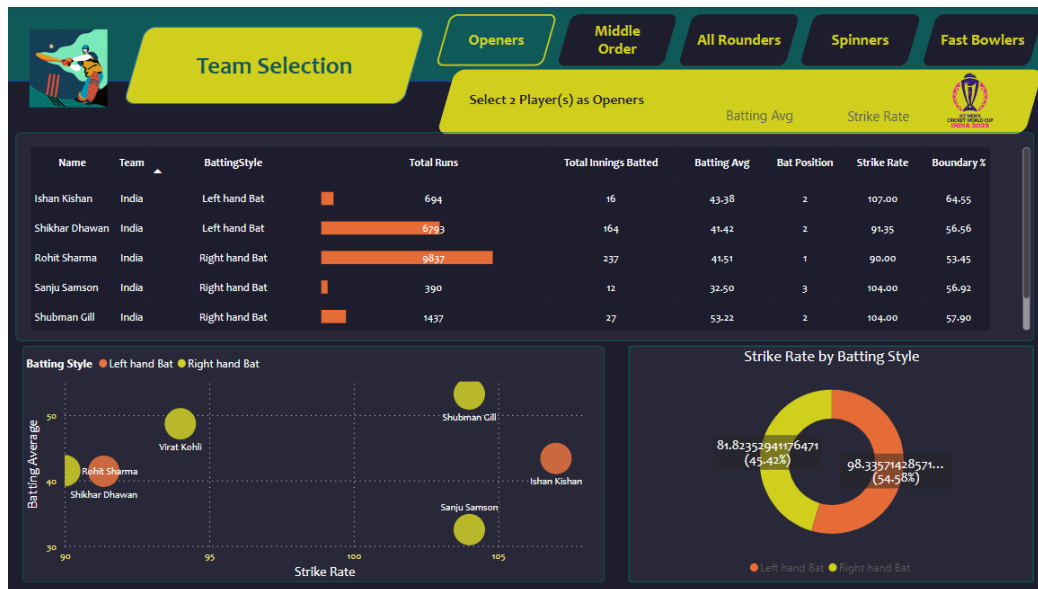 Team Selection
Openers
Middle
Order
All Rounders
Spinners
Fast Bowlers
Select 2 Player(s) as Openers
Batting Avg
Strike Rate
ICC MEN'S
CRICKET WORLD CUP
INDIA 2023
Name Team BattingStyle Total Runs Total Innings Batted Batting Avg Bat Position Strike Rate Boundary %
Ishan Kishan India Left hand Bat 694 16 43.38 2 107.00 64.55
Shikhar Dhawan India Left hand Bat 6793 164 41.42 2 91.35 56.56
Rohit Sharma India Right hand Bat 9837 237 41.51 1 90.00 53.45
Sanju Samson India Right hand Bat 390 12 32.50 3 104.00 56.92
Shubman Gill India Right hand Bat 1437 27 53.22 2 104.00 57.90
Batting Style Left hand Bat Right hand Bat
Batting Average
50
40
30
Shubman Gill
Virat Kohli
Rohit Sharma
Shikhar Dhawan
Ishan Kishan
Sanju Samson
90 95 100 105
Strike Rate
Strike Rate by Batting Style
81.82352941176471
(45.42%)
98.33571428571...
(54.58%)
Left hand Bat Right hand Bat